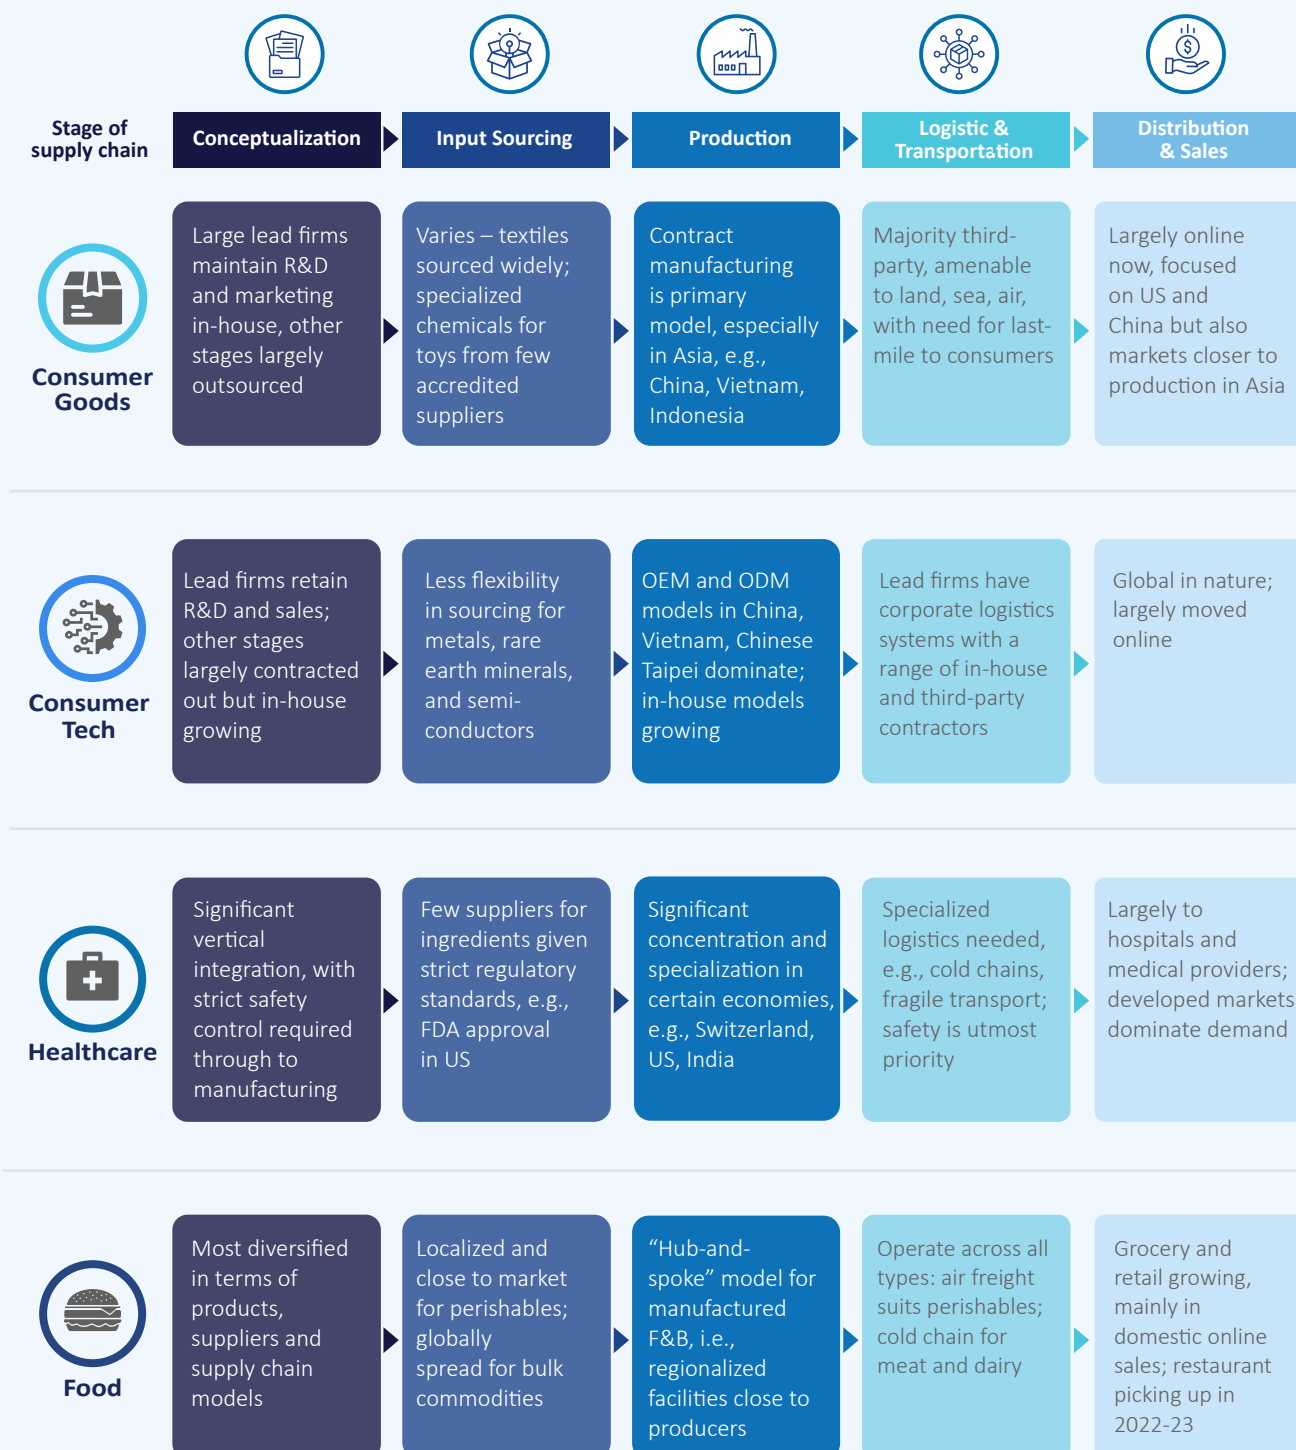 Stage of
supply chain
Conceptualization
Input Sourcing
Production
Logistic &
Transportation
Distribution
& Sales
Consumer
Goods
Large lead firms
maintain R&D
and marketing
in-house, other
stages largely
outsourced
Varies – textiles
sourced widely;
specialized
chemicals for
toys from few
accredited
suppliers
Contract
manufacturing
is primary
model, especially
in Asia, e.g.,
China, Vietnam,
Indonesia
Majority third-
party, amenable
to land, sea, air,
with need for last-
mile to consumers
Largely online
now, focused
on US and
China but also
markets closer to
production in Asia
Consumer
Tech
Lead firms retain
R&D and sales;
other stages
largely contracted
out but in-house
growing
Less flexibility
in sourcing for
metals, rare
earth minerals,
and semi-
conductors
OEM and ODM
models in China,
Vietnam, Chinese
Taipei dominate;
in-house models
growing
Lead firms have
corporate logistics
systems with a
range of in-house
and third-party
contractors
Global in nature;
largely moved
online
Healthcare
Significant
vertical
integration, with
strict safety
control required
through to
manufacturing
Few suppliers for
ingredients given
strict regulatory
standards, e.g.,
FDA approval
in US
Significant
concentration and
specialization in
certain economies,
e.g., Switzerland,
US, India
Specialized
logistics needed,
e.g., cold chains,
fragile transport;
safety is utmost
priority
Largely to
hospitals and
medical providers;
developed markets
dominate demand
Food
Most diversified
in terms of
products,
suppliers and
supply chain
models
Localized and
close to market
for perishables;
globally
spread for bulk
commodities
“Hub-and-
spoke” model for
manufactured
F&B, i.e.,
regionalized
facilities close to
producers
Operate across all
types: air freight
suits perishables;
cold chain for
meat and dairy
Grocery and
retail growing,
mainly in
domestic online
sales; restaurant
picking up in
2022-23